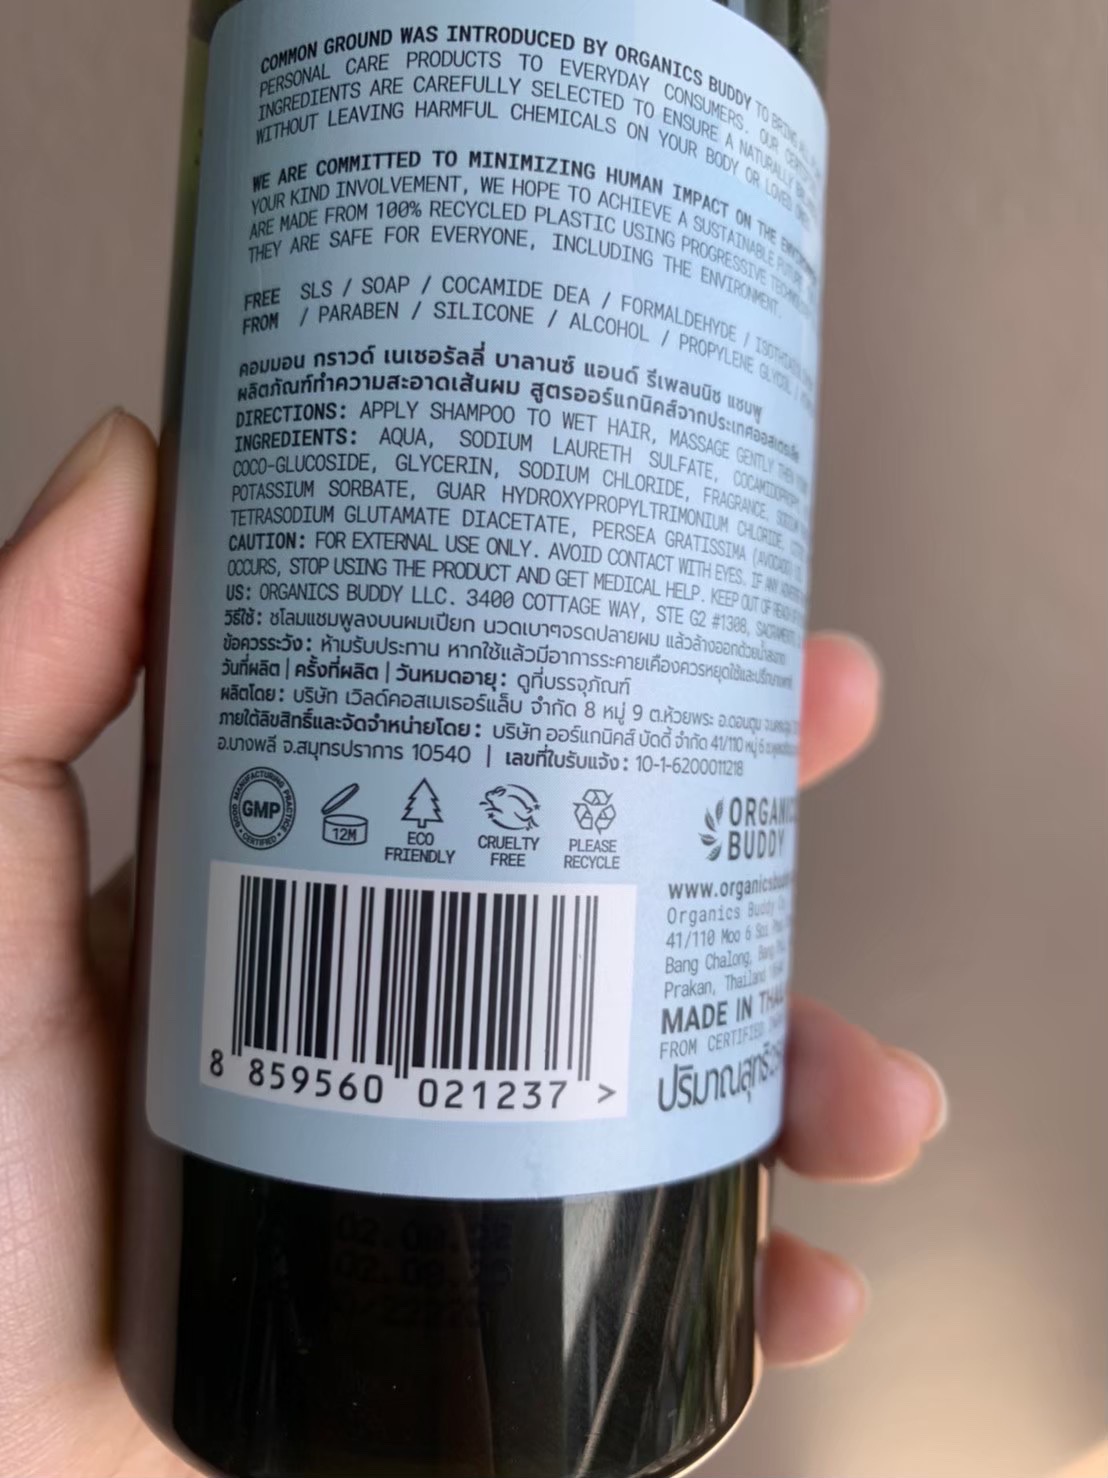 COMMON GROUND WAS INTRODUCED BY ORGANICS BUDDY TO BRING ALL
PERSONAL CARE PRODUCTS TO EVERYDAY CONSUMERS. OUR
INGREDIENTS ARE CAREFULLY SELECTED TO ENSURE A NATURALLY
WITHOUT LEAVING HARMFUL CHEMICALS ON YOUR BODY OR LOVED
WE ARE COMMITTED TO MINIMIZING HUMAN IMPACT ON THE
YOUR KIND INVOLVEMENT, WE HOPE TO ACHIEVE A SUSTAINABLE FUTURE.
ARE MADE FROM 100% RECYCLED PLASTIC USING PROGRESSIVE
THEY ARE SAFE FOR EVERYONE, INCLUDING THE ENVIRONMENT.
FREE SLS / SOAP / COCAMIDE DEA / FORMALDEHYDE /
FROM / PARABEN / SILICONE / ALCOHOL / PROPYLENE GLYCOL /
คอมมอน กราวด์ เนเชอรัลลี่ บาลานซ์ แอนด์ รีเพลนนิช แชมพู
ผลิตภัณฑ์ทำความสะอาดเส้นผม สูตรออร์แกนิคส์จากประเทศออสเตรเลีย
DIRECTIONS: APPLY SHAMPOO TO WET HAIR, MASSAGE GENTLY THEN
INGREDIENTS: AQUA, SODIUM LAURETH SULFATE,
COCO-GLUCOSIDE, GLYCERIN, SODIUM CHLORIDE, FRAGRANCE, SODIUM
POTASSIUM SORBATE, GUAR HYDROXYPROPYLTRIMONIUM CHLORIDE,
TETRASODIUM GLUTAMATE DIACETATE, PERSEA GRATISSIMA (AVOCADO)
CAUTION: FOR EXTERNAL USE ONLY. AVOID CONTACT WITH EYES. IF ANY
OCCURS, STOP USING THE PRODUCT AND GET MEDICAL HELP. KEEP OUT OF
US: ORGANICS BUDDY LLC. 3400 COTTAGE WAY, STE G2 #1308, SACRAMENTO,
วิธีใช้: ชโลมแชมพูลงบนผมเปียก นวดเบาๆจรดปลายผม แล้วล้างออกด้วยน้ำสะอาด
ข้อควรระวัง: ห้ามรับประทาน หากใช้แล้วมีอาการระคายเคืองควรหยุดใช้และปรึกษาแพทย์
วันที่ผลิต | ครั้งที่ผลิต | วันหมดอายุ: ดูที่บรรจุภัณฑ์
ผลิตโดย: บริษัท เวิลด์คอสเมเธอร์แล็บ จำกัด 8 หมู่ 9 ต.ห้วยพระ อ.ดอนตูม
ภายใต้ลิขสิทธิ์และจัดจำหน่ายโดย: บริษัท ออร์แกนิคส์ บัดดี้ จำกัด 41/110 หมู่ 6
อ.บางพลี จ.สมุทรปราการ 10540 | เลขที่ใบรับแจ้ง: 10-1-6200011218
GOOD MANUFACTURING PRACTICE
GMP
CERTIFIED
12M
ECO
FRIENDLY
CRUELTY
FREE
PLEASE
RECYCLE
ORGANICS
BUDDY
Organics Buddy
41/110 Moo 6 Soi
Bang Chalong, Bang
Prakan, Thailand
MADE IN
FROM CERTIFIED
ปริมาณสุทธิ
8 859560 021237 >